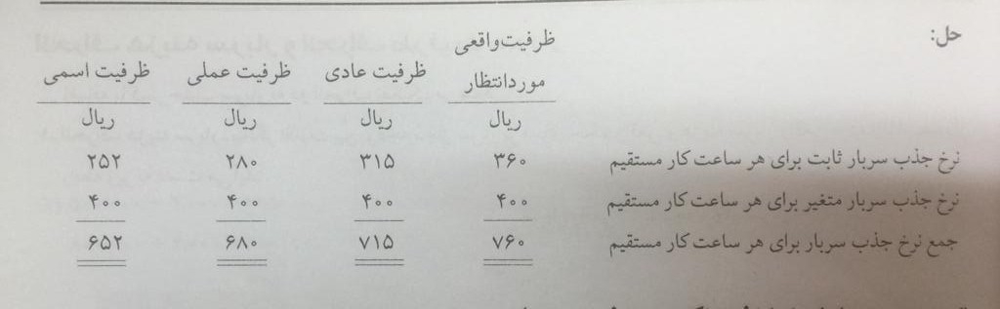 حل:
ظرفیت‌واقعی
موردانتظار ظرفیت عادی ظرفیت عملی ظرفیت اسمی
ریال ریال ریال ریال
نرخ جذب سربار ثابت برای هر ساعت کار مستقیم ۳۶۰ ۳۱۵ ۲۸۰ ۲۵۲
نرخ جذب سربار متغیر برای هر ساعت کار مستقیم ۴۰۰ ۴۰۰ ۴۰۰ ۴۰۰
جمع نرخ جذب سربار برای هر ساعت کار مستقیم ۷۶۰ ۷۱۵ ۶۸۰ ۶۵۲